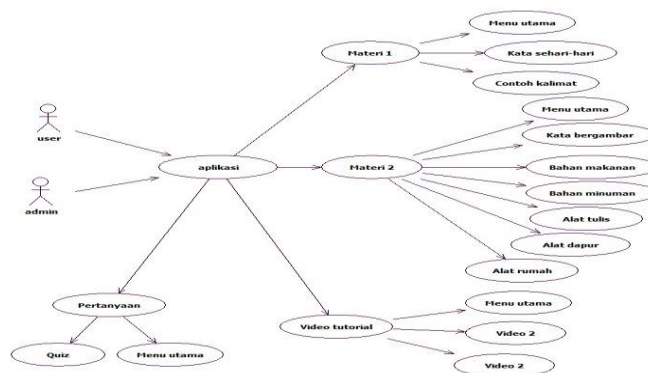 Menu utama
Materi 1
Kata sehari-hari
Contoh kalimat
user
Menu utama
Kata bergambar
aplikasi
Materi 2
Bahan makanan
admin
Bahan minuman
Alat tulis
Alat dapur
Alat rumah
Pertanyaan
Menu utama
Video tutorial
Video 2
Quiz
Menu utama
Video 2